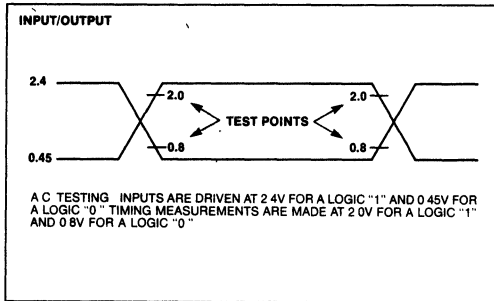 INPUT/OUTPUT
2.4
2.0
2.0
TEST POINTS
0.8
0.8
0.45
A C TESTING INPUTS ARE DRIVEN AT 2 4V FOR A LOGIC "1" AND 0 45V FOR
A LOGIC "0" TIMING MEASUREMENTS ARE MADE AT 2 0V FOR A LOGIC "1"
AND 0 8V FOR A LOGIC "0"